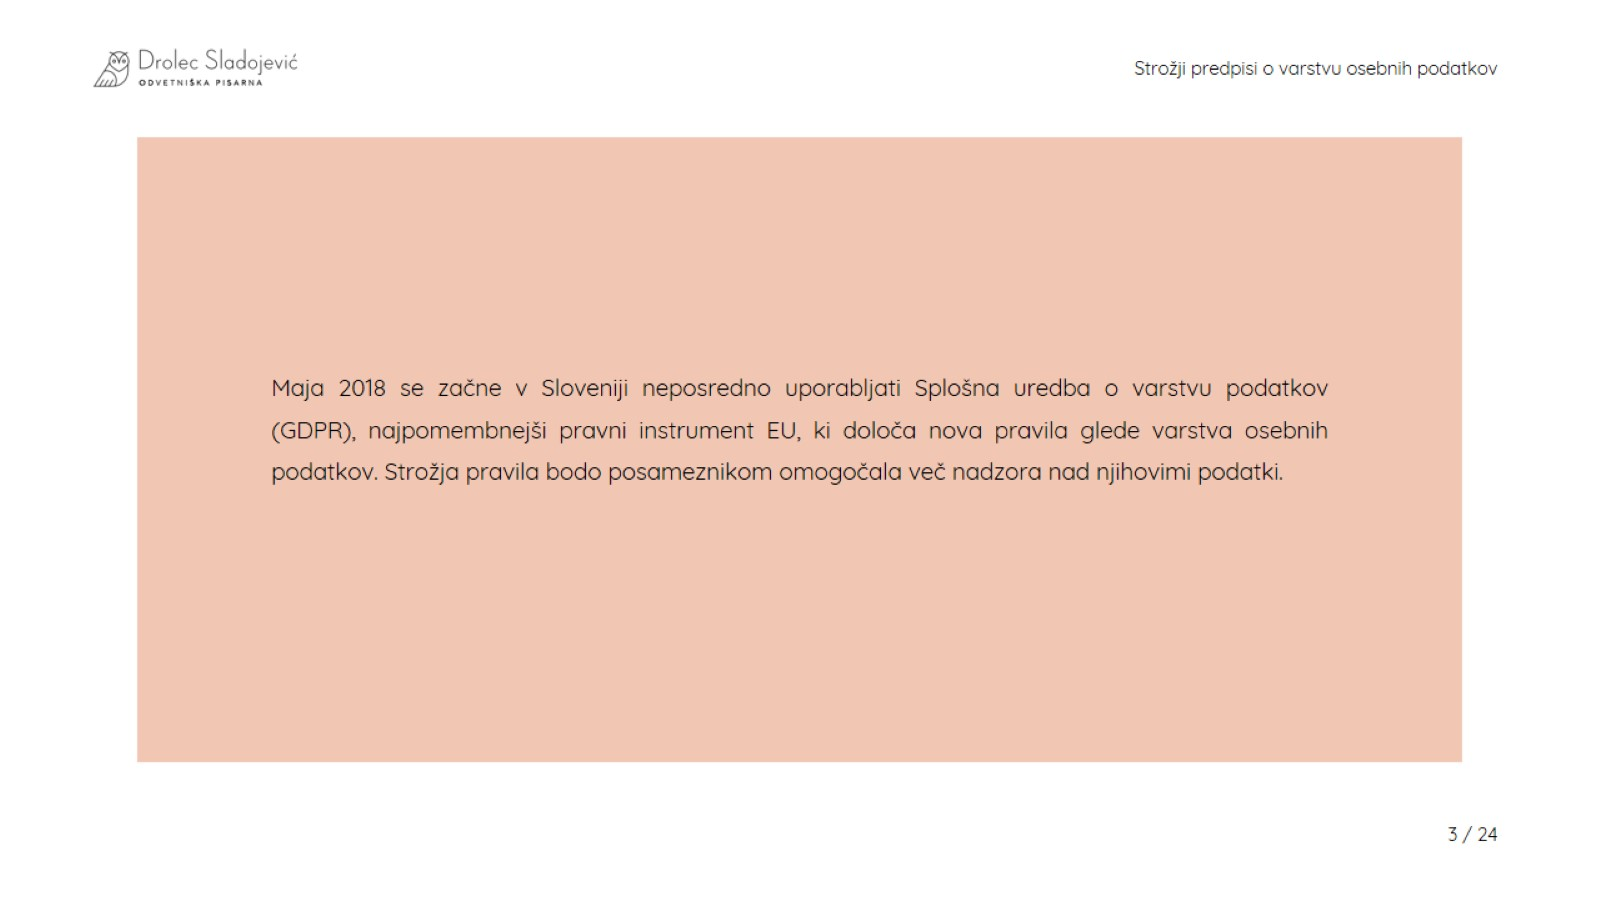 Drolec Sladojević
ODVETNIŠKA PISARNA
Strožji predpisi o varstvu osebnih podatkov
Maja 2018 se začne v Sloveniji neposredno uporabljati Splošna uredba o varstvu podatkov
(GDPR), najpomembnejši pravni instrument EU, ki določa nova pravila glede varstva osebnih
podatkov. Strožja pravila bodo posameznikom omogočala več nadzora nad njihovimi podatki.
3 / 24